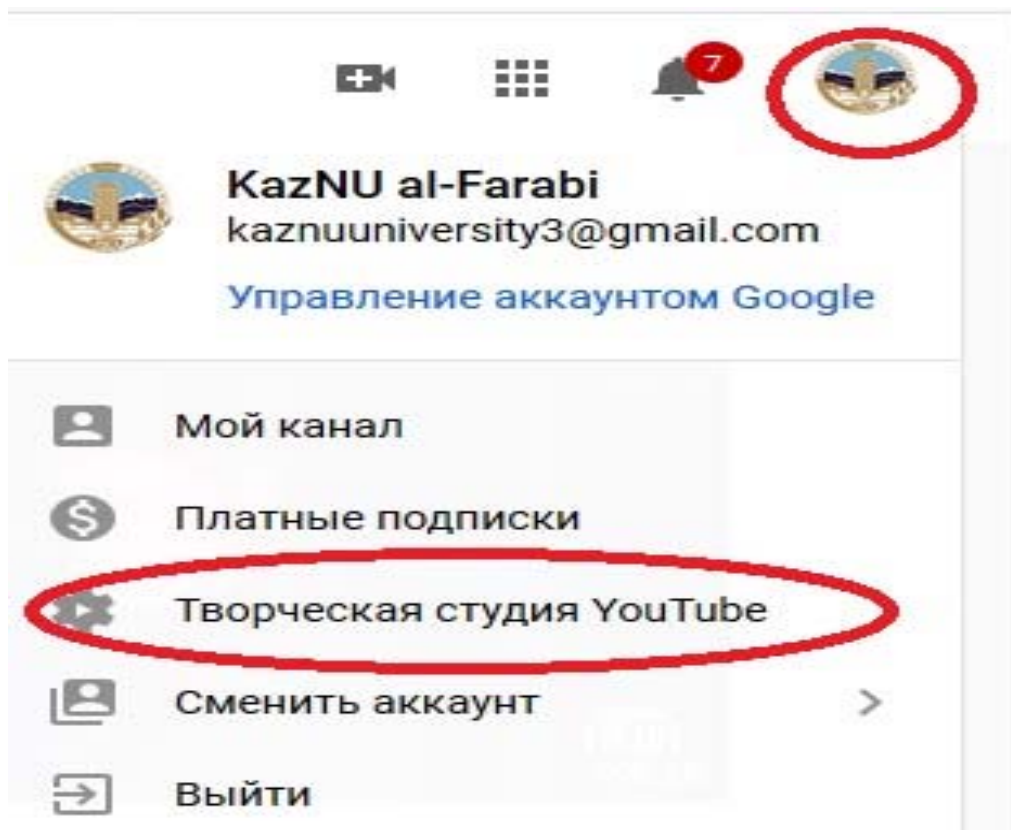 7
KazNU al-Farabi
kaznuuniversity3@gmail.com
Управление аккаунтом Google
Мой канал
Платные подписки
Творческая студия YouTube
Сменить аккаунт
Выйти